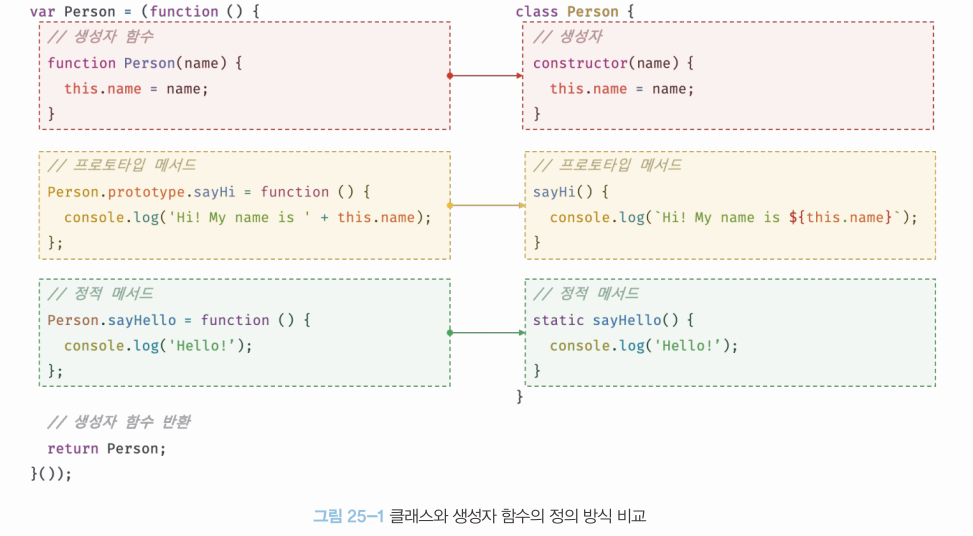 var Person = (function () {
// 생성자 함수
function Person(name) {
this.name = name;
}
// 프로토타입 메서드
Person.prototype.sayHi = function () {
console.log('Hi! My name is ' + this.name);
};
// 정적 메서드
Person.sayHello = function () {
console.log('Hello!’);
};
// 생성자 함수 반환
return Person;
}());
class Person {
// 생성자
constructor(name) {
this.name = name;
}
// 프로토타입 메서드
sayHi() {
console.log(`Hi! My name is ${this.name}`);
}
// 정적 메서드
static sayHello() {
console.log('Hello!’);
}
}
그림 25–1 클래스와 생성자 함수의 정의 방식 비교